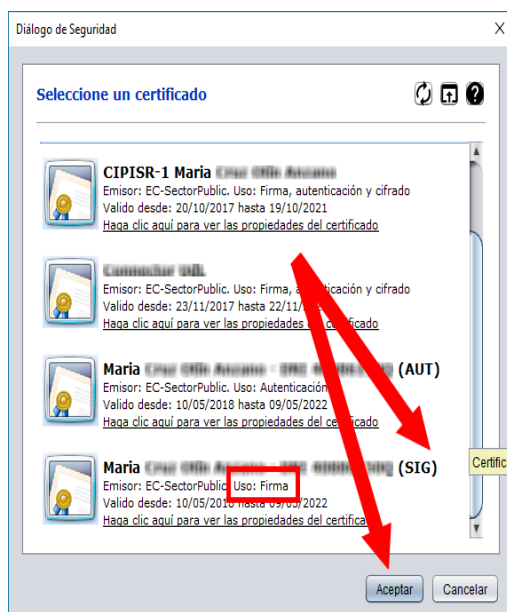 Diálogo de Seguridad
Seleccione un certificado
CIPISR-1 Maria
Emisor: EC-SectorPublic. Uso: Firma, autenticación y cifrado
Valido desde: 20/10/2017 hasta 19/10/2021
Haga clic aquí para ver las propiedades del certificado
Emisor: EC-SectorPublic. Uso: Firma, y cifrado
Valido desde: 23/11/2017 hasta
Haga clic aquí para ver las propiedades
Maria (AUT)
Emisor: EC-SectorPublic. Uso: Autenticación
Valido desde: 10/05/2018 hasta 09/05/2022
Haga clic aquí para ver las propiedades del certificado
Maria (SIG)
Emisor: EC-SectorPublic. Uso: Firma
Valido desde: 10/05/2018 hasta 09/05/2022
Haga clic aquí para ver las propiedades del
Certific
Aceptar Cancelar